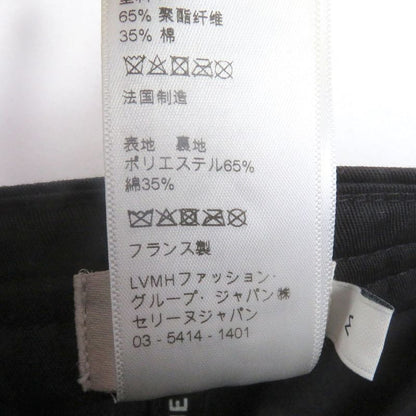 65% 聚酯纤维
35% 棉
法国制造
表地 裏地
ポリエステル65%
綿35%
フランス製
LVMHファッション・
グループ・ジャパン㈱
セリーヌジャパン
03 - 5414 - 1401
E